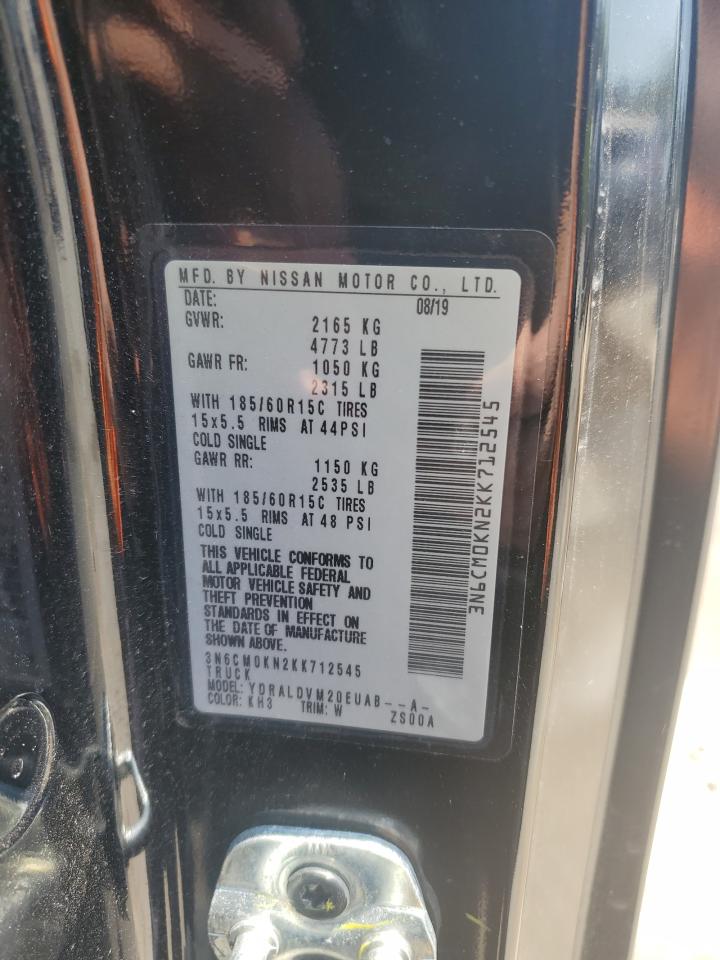 MFD. BY NISSAN MOTOR CO., LTD.
DATE: 08/19
GVWR: 2165 KG
4773 LB
GAWR FR: 1050 KG
2315 LB
WITH 185/60R15C TIRES
15x5.5 RIMS AT 44PSI
COLD SINGLE
GAWR RR: 1150 KG
2535 LB
WITH 185/60R15C TIRES
15x5.5 RIMS AT 48 PSI
COLD SINGLE
THIS VEHICLE CONFORMS TO
ALL APPLICABLE FEDERAL
MOTOR VEHICLE SAFETY AND
THEFT PREVENTION
STANDARDS IN EFFECT ON
THE DATE OF MANUFACTURE
SHOWN ABOVE.
3N6CM0KN2KK712545
TRUCK
MODEL: YDRALDVM20EUAB--A-
COLOR: KH3 TRIM: W ZS00A
3N6CM0KN2KK712545